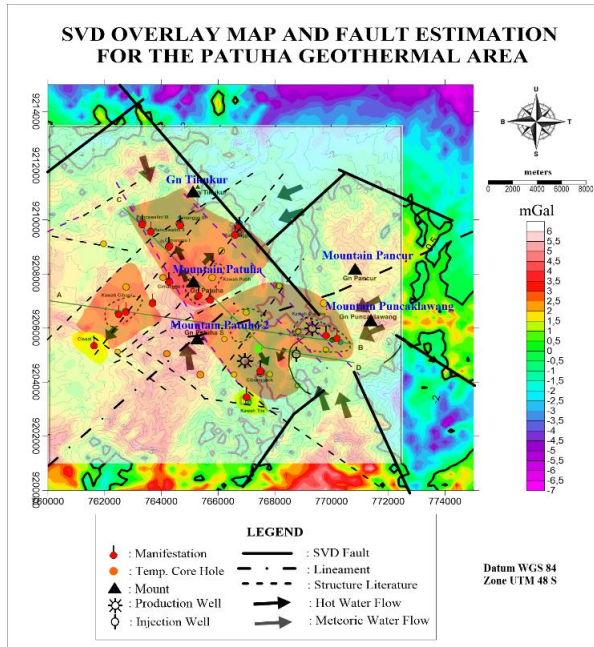 SVD OVERLAY MAP AND FAULT ESTIMATION
FOR THE PATUHA GEOTHERMAL AREA
9214000
9212000
9210000
9208000
9206000
9204000
9202000
760000 762000 764000 766000 768000 770000 772000 774000
Gn Tikukur
Mountain Patuha
Gn Patuha
Mountain Pancur
Gn Pancur
Mountain Puncaklawang
Gn Puncaklawang
Mountain Patuha 2
Gn Patuha S
A
B
C
D
U
B
T
S
meters
0 2000 4000 6000 8000
mGal
6
5,5
5
4,5
4
3,5
3
2,5
2
1,5
1
0,5
0
-0,5
-1
-1,5
-2
-2,5
-3
-3,5
-4
-4,5
-5
-5,5
-6
-6,5
-7
LEGEND
: Manifestation
: Temp. Core Hole
: Mount
: Production Well
: Injection Well
: SVD Fault
: Lineament
: Structure Literature
: Hot Water Flow
: Meteoric Water Flow
Datum WGS 84
Zone UTM 48 S